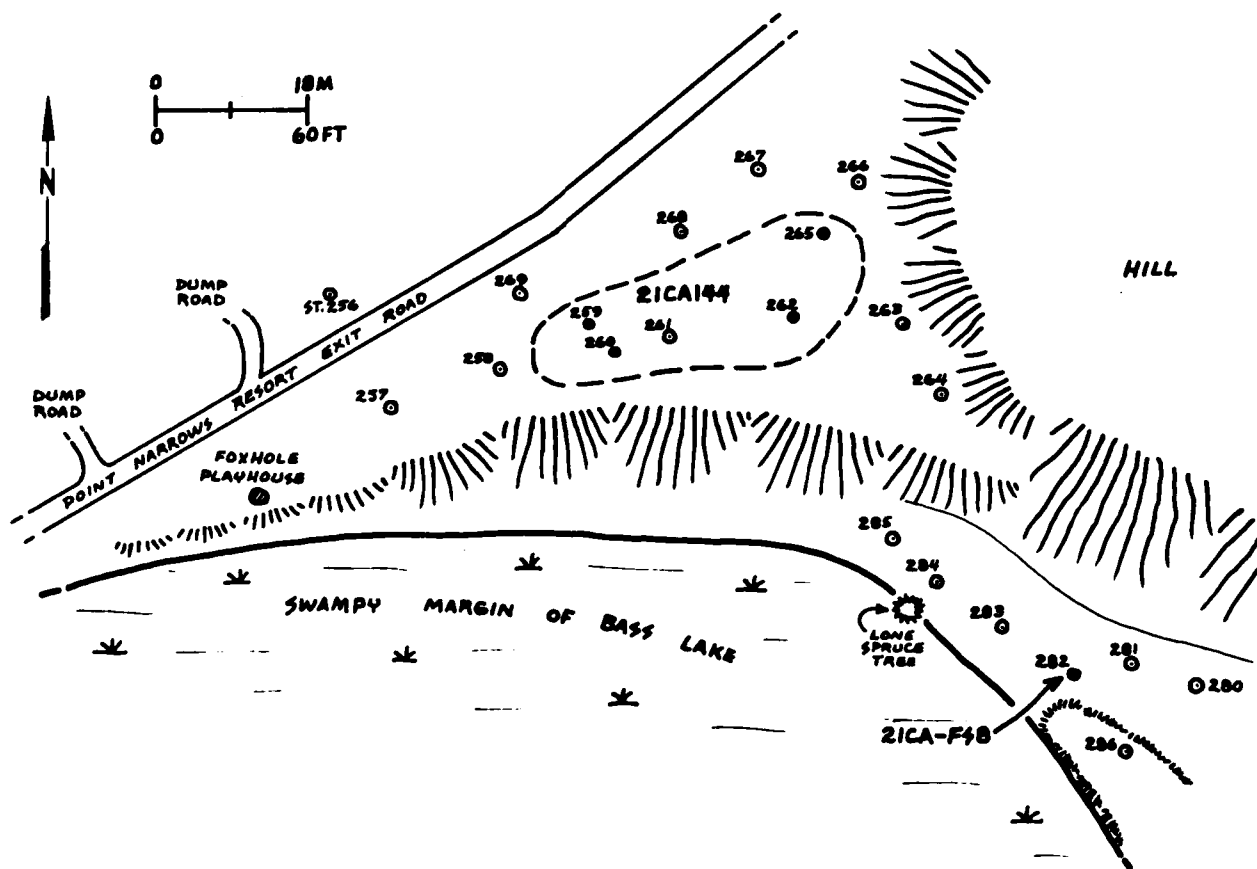 0 18M
0 60FT
N
267
266
268
265
HILL
DUMP
ROAD
ST. 256
269
21CA144
259
262
263
261
260
258
264
257
DUMP
ROAD
POINT NARROWS RESORT EXIT ROAD
FOXHOLE
PLAYHOUSE
285
284
SWAMPY MARGIN OF BASS LAKE
283
LONE
SPRUCE
TREE
282
281
280
21CA-F48
286